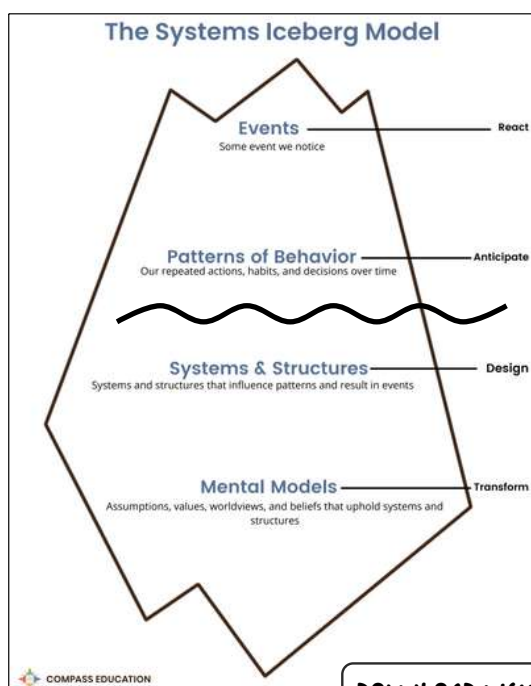 The Systems Iceberg Model
Events
React
Some event we notice
Patterns of Behavior
Anticipate
Our repeated actions, habits, and decisions over time
Systems & Structures
Design
Systems and structures that influence patterns and result in events
Mental Models
Transform
Assumptions, values, worldviews, and beliefs that uphold systems and
structures
COMPASS EDUCATION